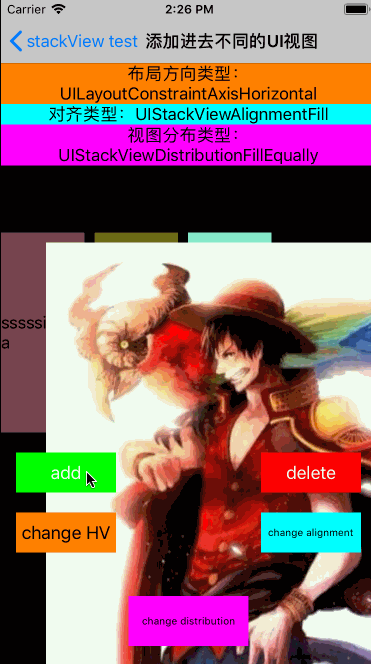 Carrier 2:26 PM
stackView test 添加进去不同的UI视图
布局方向类型：
UILayoutConstraintAxisHorizontal
对齐类型：UIStackViewAlignmentFill
视图分布类型：
UIStackViewDistributionFillEqually
sssssi
a
add
delete
change HV
change alignment
change distribution